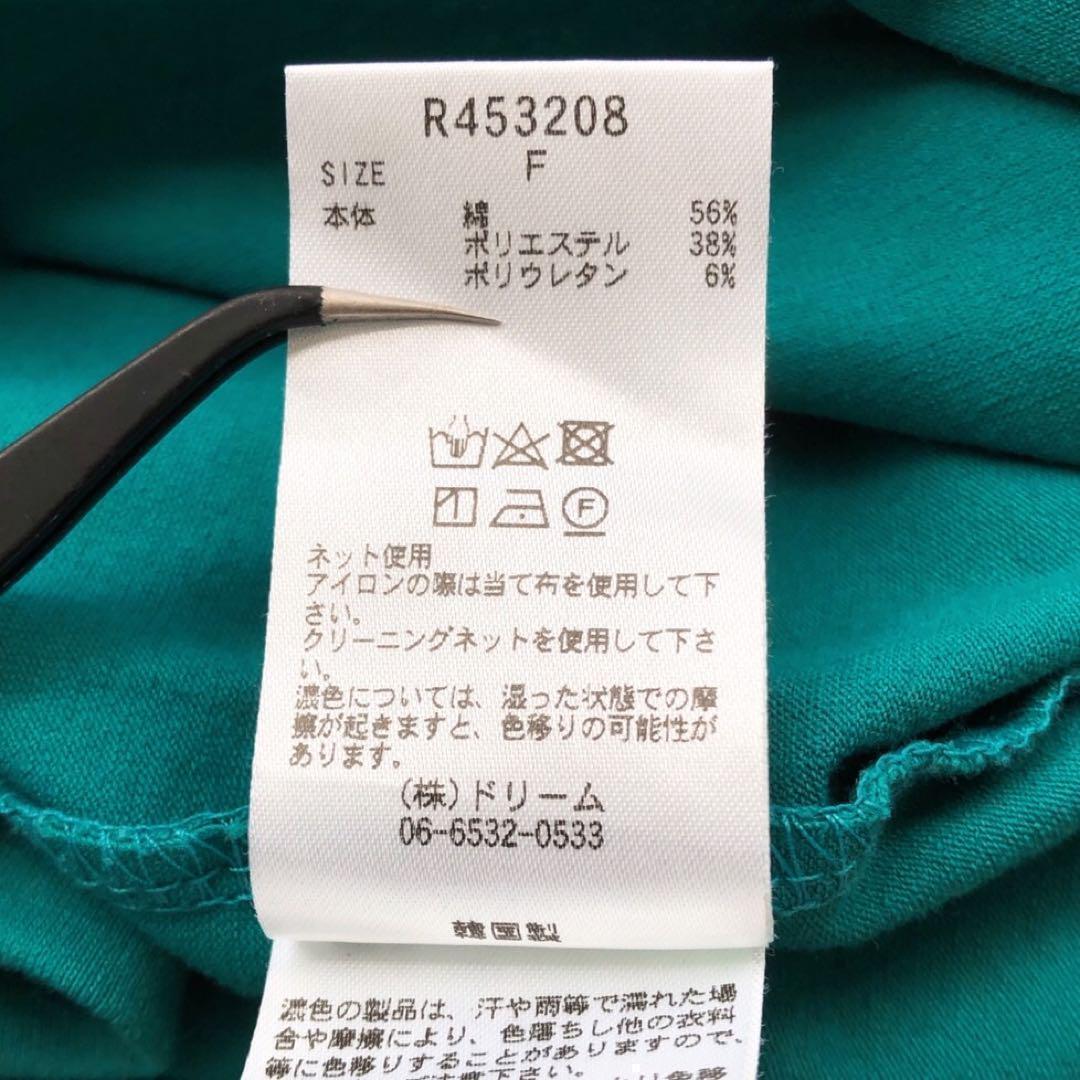 R453208
SIZE F
本体 綿 56%
ポリエステル 38%
ポリウレタン 6%
F
ネット使用
アイロンの際は当て布を使用して下
さい。
クリーニングネットを使用して下さ
い。
濃色については、湿った状態での摩
擦が起きますと、色移りの可能性が
あります。
(株)ドリーム
06-6532-0533
韓国製
濃色の製品は、汗や雨等で濡れた場
合や摩擦により、色落ちし他の衣料
等に色移りすることがありますので、
色移